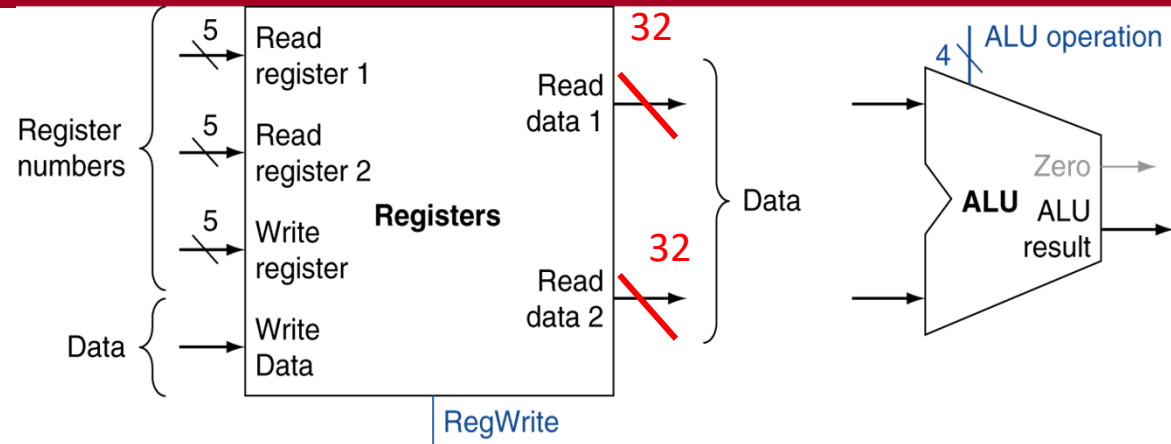 5
Read
register 1
5
Read
register 2
5
Write
register
Write
Data
Register
numbers
Data
Registers
Read
data 1
Read
data 2
32
32
Data
RegWrite
4
ALU operation
Zero
ALU
ALU
result